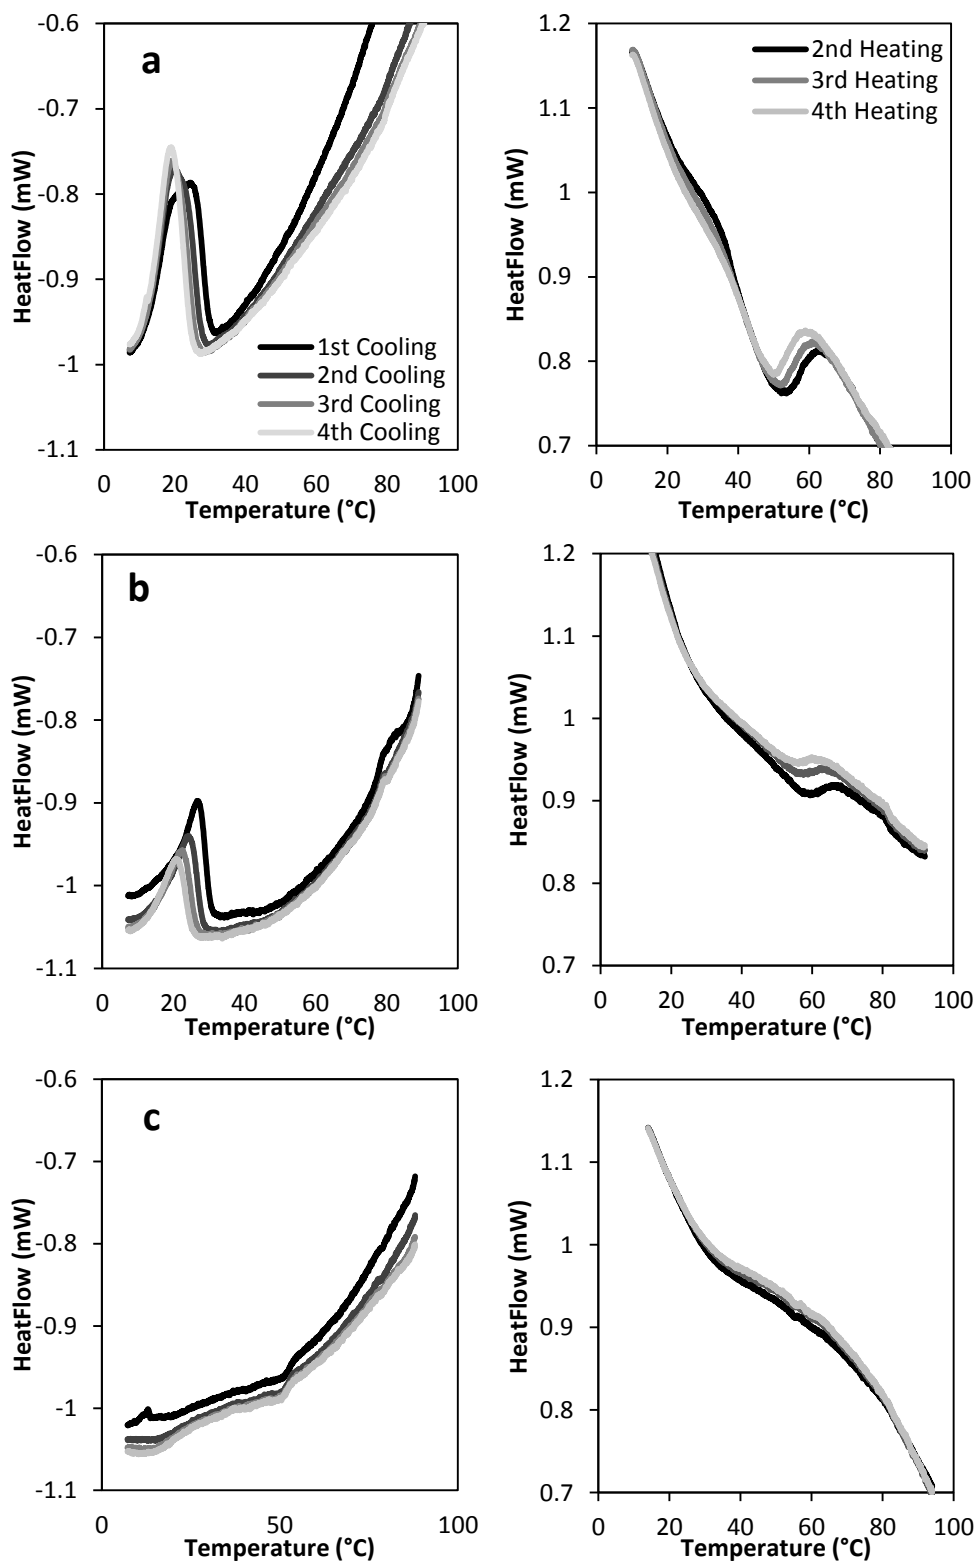 a
HeatFlow (mW)
-0.6
-0.7
-0.8
-0.9
-1
-1.1
1st Cooling
2nd Cooling
3rd Cooling
4th Cooling
0 20 40 60 80 100
Temperature (°C)
HeatFlow (mW)
1.2
1.1
1
0.9
0.8
0.7
2nd Heating
3rd Heating
4th Heating
0 20 40 60 80 100
Temperature (°C)
b
HeatFlow (mW)
-0.6
-0.7
-0.8
-0.9
-1
-1.1
0 20 40 60 80 100
Temperature (°C)
HeatFlow (mW)
1.2
1.1
1
0.9
0.8
0.7
0 20 40 60 80 100
Temperature (°C)
c
HeatFlow (mW)
-0.6
-0.7
-0.8
-0.9
-1
-1.1
0 50 100
Temperature (°C)
HeatFlow (mW)
1.2
1.1
1
0.9
0.8
0.7
0 20 40 60 80 100
Temperature (°C)